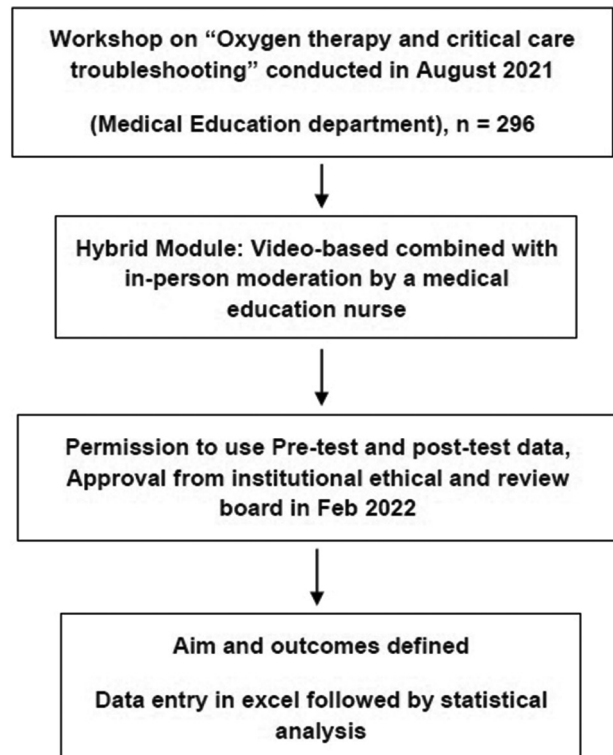 Workshop on “Oxygen therapy and critical care
troubleshooting” conducted in August 2021
(Medical Education department), n = 296
Hybrid Module: Video-based combined with
in-person moderation by a medical
education nurse
Permission to use Pre-test and post-test data,
Approval from institutional ethical and review
board in Feb 2022
Aim and outcomes defined
Data entry in excel followed by statistical
analysis